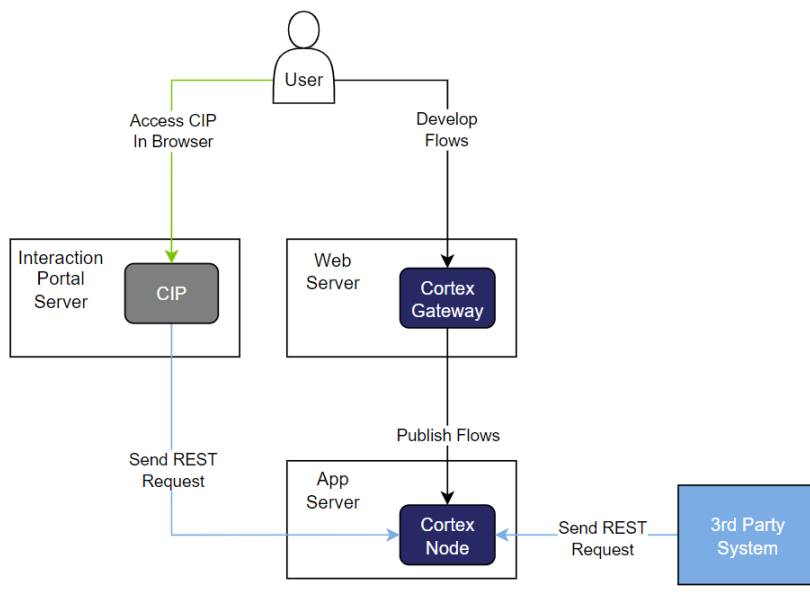 User
Access CIP
In Browser
Develop
Flows
Interaction
Portal
Server
CIP
Web
Server
Cortex
Gateway
Publish Flows
Send REST
Request
App
Server
Cortex
Node
Send REST
Request
3rd Party
System